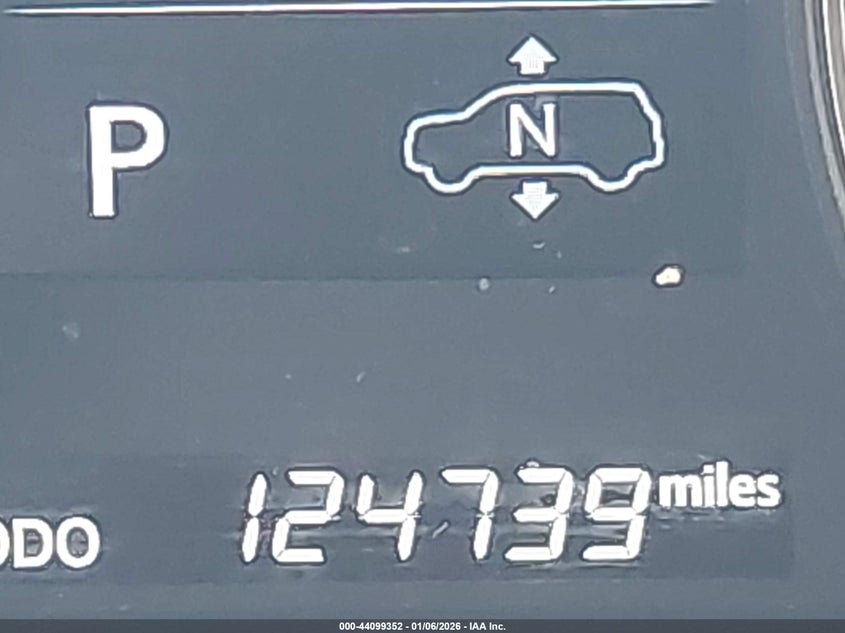 P
N
ODO 124739 miles
000-44099352 - 01/06/2026 - IAA Inc.